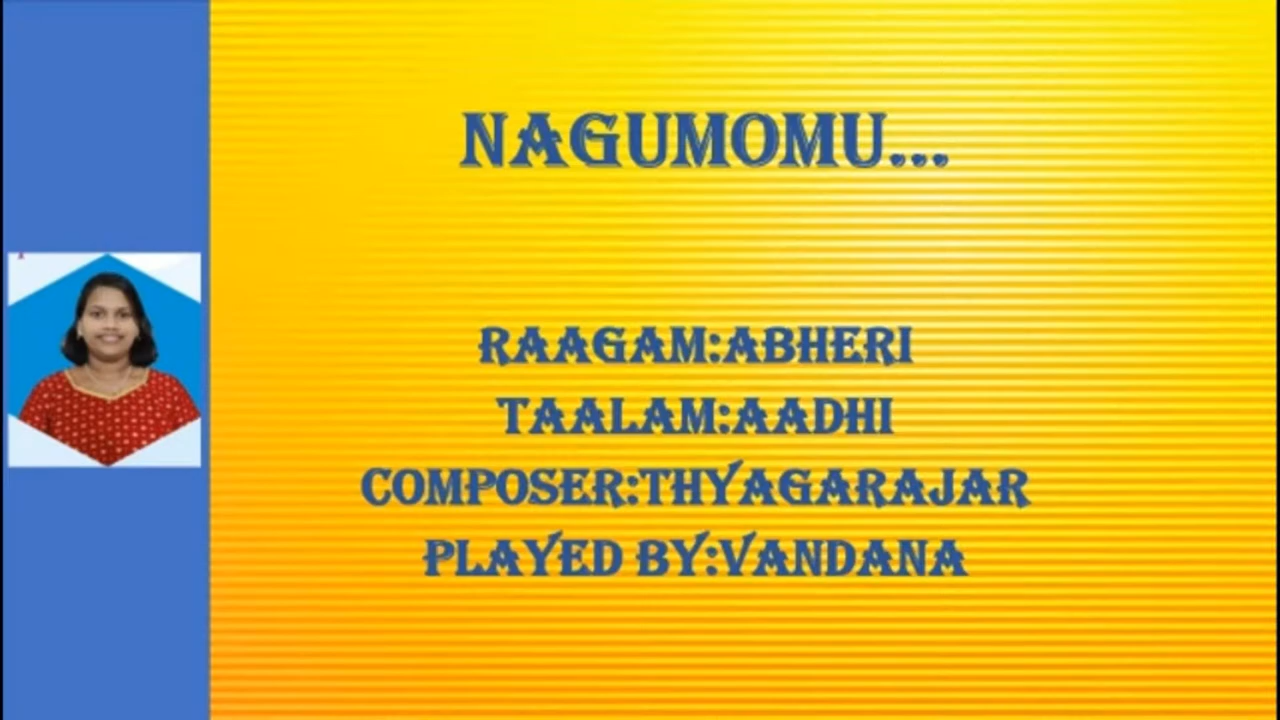 NAGUMOMU...
RAAGAM:ABHERI
TAALAM:AADHI
COMPOSER:THYAGARAJAR
PLAYED BY:VANDANA